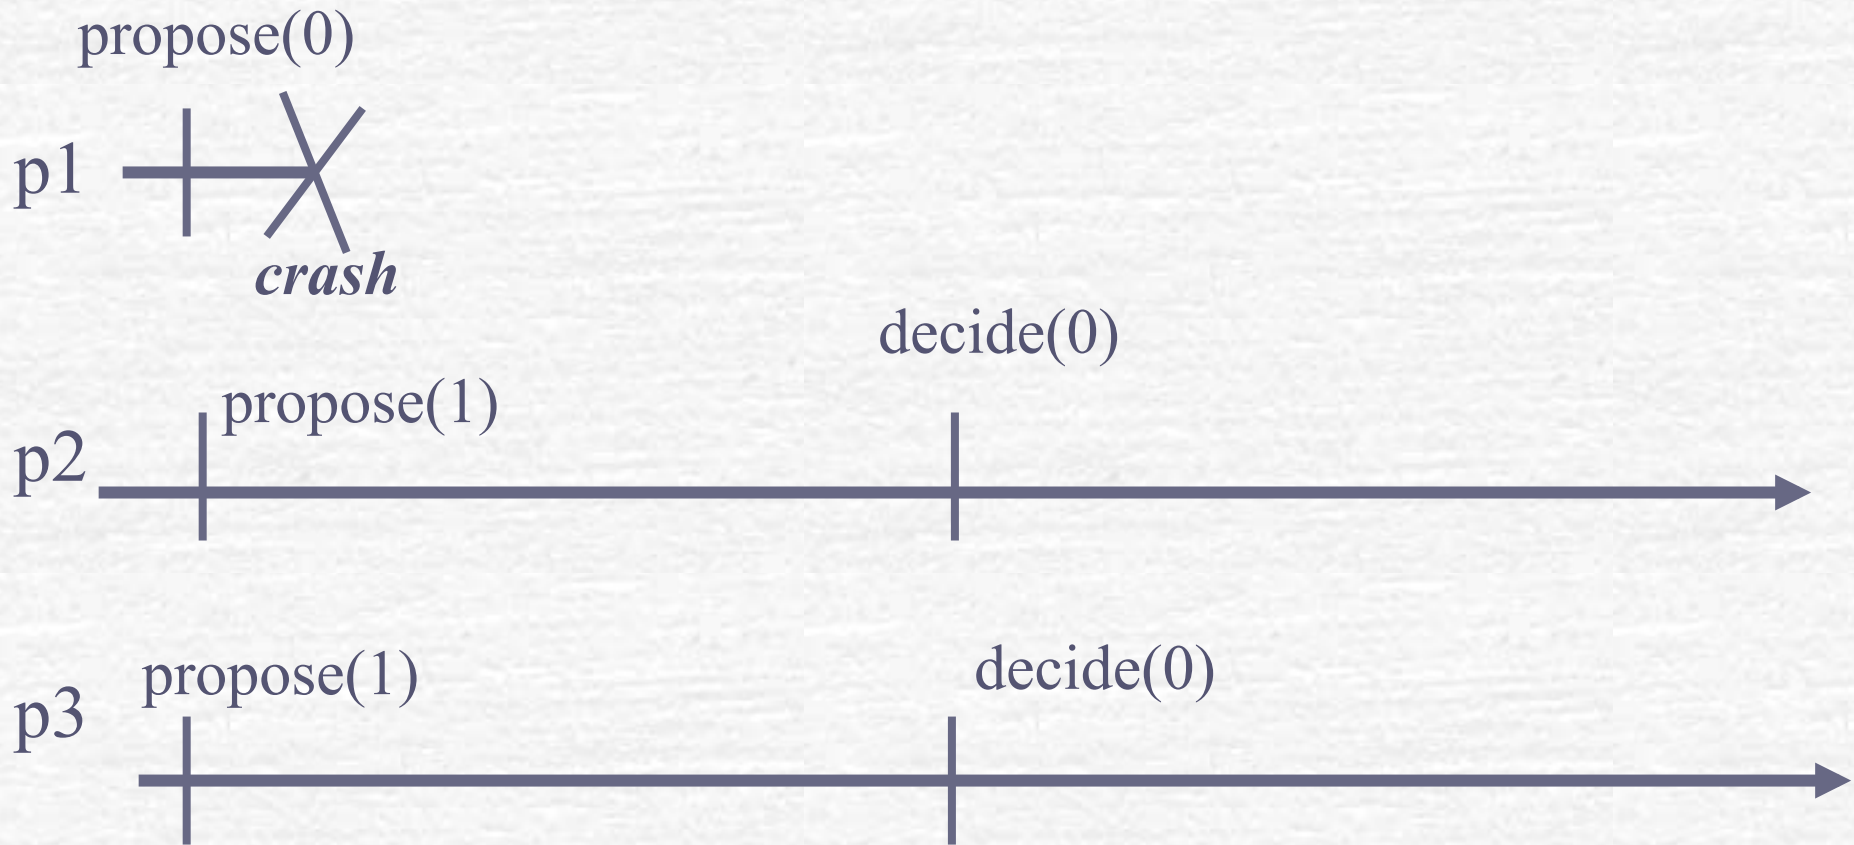 propose(0)
p1
crash
decide(0)
propose(1)
p2
propose(1)
decide(0)
p3